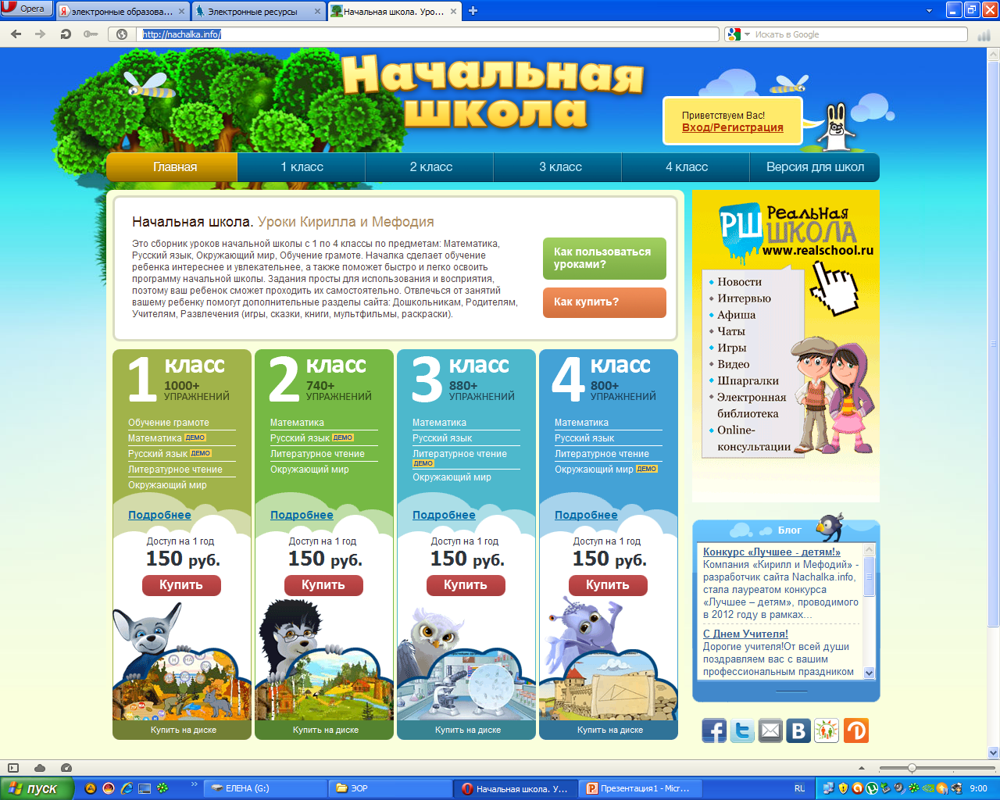 Opera
электронные образова...
Электронные ресурсы
Начальная школа. Уро...
http://nachalka.info/
Искать в Google
Начальная
школа
Приветствуем Вас!
Вход/Регистрация
Главная
1 класс
2 класс
3 класс
4 класс
Версия для школ
Начальная школа. Уроки Кирилла и Мефодия
Это сборник уроков начальной школы с 1 по 4 классы по предметам: Математика,
Русский язык, Окружающий мир, Обучение грамоте. Началка сделает обучение
ребенка интереснее и увлекательнее, а также поможет быстро и легко освоить
программу начальной школы. Задания просты для использования и восприятия,
поэтому ваш ребенок сможет проходить их самостоятельно. Отвлечься от занятий
вашему ребенку помогут дополнительные разделы сайта: Дошкольникам, Родителям,
Учителям, Развлечения (игры, сказки, книги, мультфильмы, раскраски).
Как пользоваться
уроками?
Как купить?
1 класс
1000+
УПРАЖНЕНИЙ
Обучение грамоте
Математика ДЕМО
Русский язык ДЕМО
Литературное чтение
Окружающий мир
Подробнее
Доступ на 1 год
150 руб.
Купить
Купить на диске
2 класс
740+
УПРАЖНЕНИЙ
Математика
Русский язык ДЕМО
Литературное чтение
Окружающий мир
Подробнее
Доступ на 1 год
150 руб.
Купить
Купить на диске
3 класс
880+
УПРАЖНЕНИЙ
Математика
Русский язык
Литературное чтение
ДЕМО
Окружающий мир
Подробнее
Доступ на 1 год
150 руб.
Купить
Купить на диске
4 класс
800+
УПРАЖНЕНИЙ
Математика
Русский язык
Литературное чтение
Окружающий мир ДЕМО
Подробнее
Доступ на 1 год
150 руб.
Купить
Купить на диске
РШ РеальНая
ШКОЛА
www.realschool.ru
Новости
Интервью
Афиша
Чаты
Игры
Видео
Шпаргалки
Электронная
библиотека
Online-
консультации
Блог
Конкурс «Лучшее - детям!»
Компания «Кирилл и Мефодий» -
разработчик сайта Nachalka.info,
стала лауреатом конкурса
«Лучшее – детям», проводимого
в 2012 году в рамках...
С Днем Учителя!
Дорогие учителя!От всей души
поздравляем вас с вашим
профессиональным праздником
пуск
ЕЛЕНА (G:)
ЭОР
Начальная школа. У...
Презентация1 - Micr...
RU
9:00